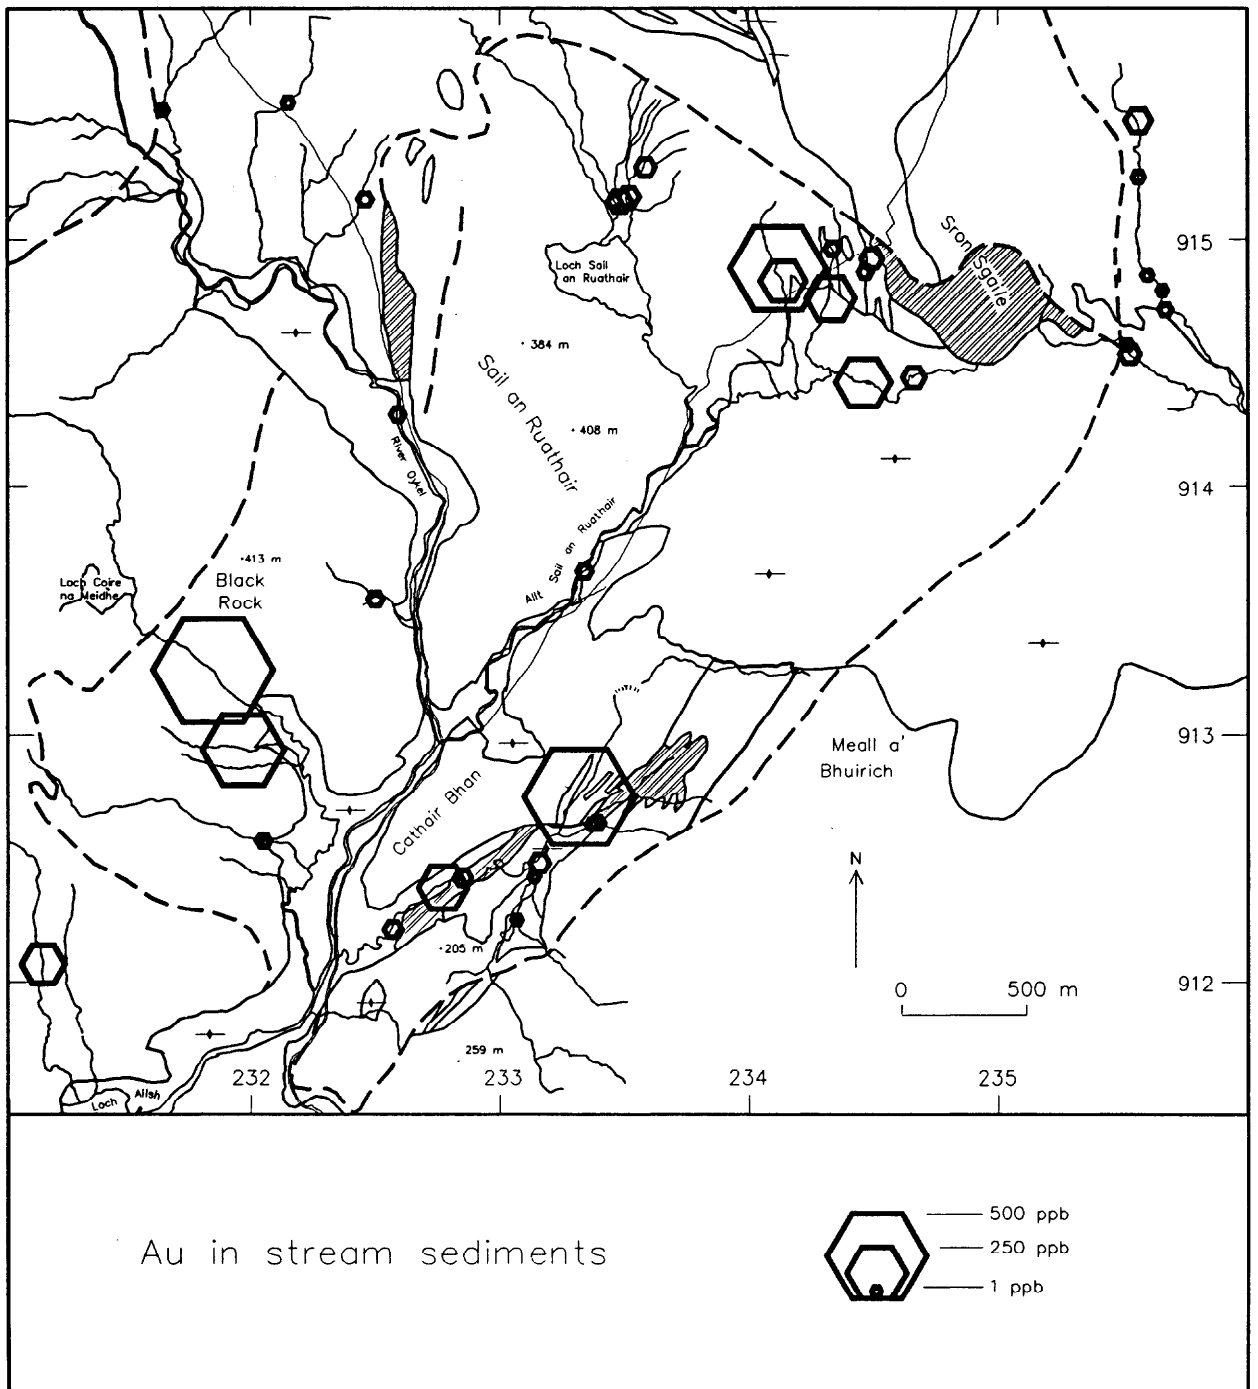 915
Sron Sgaile
Loch Sail
an Ruathair
384 m
Sail an Ruathair
408 m
River Oykel
914
Allt Sail an Ruathair
413 m
Black
Rock
Loch Coire
na Meidhe
913
Meall a'
Bhuirich
Cathair Bhan
N
205 m
912
0 500 m
259 m
232 233 234 235
Loch Ailsh
Au in stream sediments
500 ppb
250 ppb
1 ppb